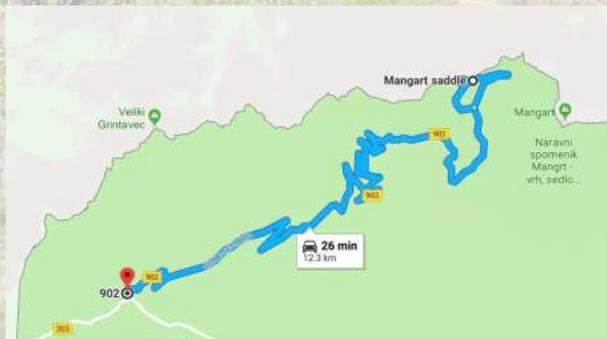 Mangart saddle
Veliki
Grintavec
Mangart
902
Naravni
spomenik
Mangrt -
vrh, sedlo...
902
26 min
12.3 km
902
902
203